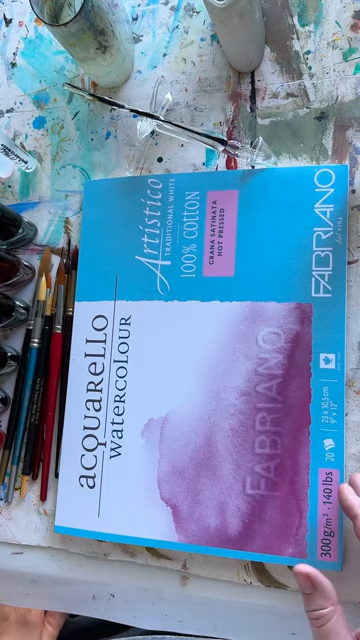 Artistico
TRADITIONAL WHITE
100% COTTON
GRANA SATINATA
HOT PRESSED
FABRIANO
acquarello
watercolour
FABRIANO
23 x 30,5 cm
9" x 12"
20
300 g/m² - 140 lbs